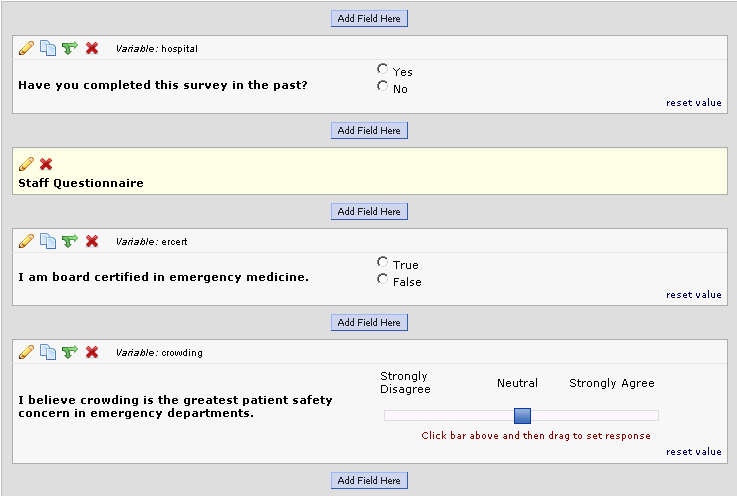 Add Field Here
Variable: hospital
Have you completed this survey in the past?
Yes
No
reset value
Add Field Here
Staff Questionnaire
Add Field Here
Variable: ercert
I am board certified in emergency medicine.
True
False
reset value
Add Field Here
Variable: crowding
I believe crowding is the greatest patient safety
concern in emergency departments.
Strongly
Disagree
Neutral
Strongly Agree
Click bar above and then drag to set response
reset value
Add Field Here